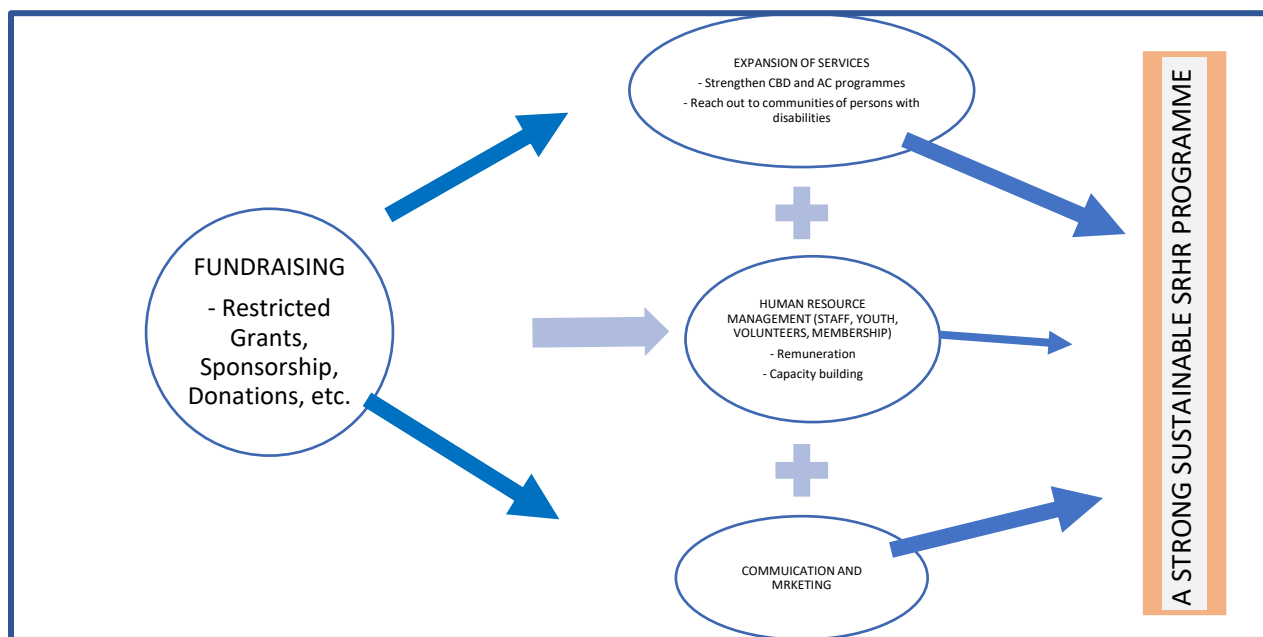 FUNDRAISING
- Restricted
Grants,
Sponsorship,
Donations, etc.
EXPANSION OF SERVICES
- Strengthen CBD and AC programmes
- Reach out to communities of persons with
disabilities
HUMAN RESOURCE
MANAGEMENT (STAFF, YOUTH,
VOLUNTEERS, MEMBERSHIP)
- Remuneration
- Capacity building
COMMUICATION AND
MRKETING
A STRONG SUSTAINABLE SRHR PROGRAMME